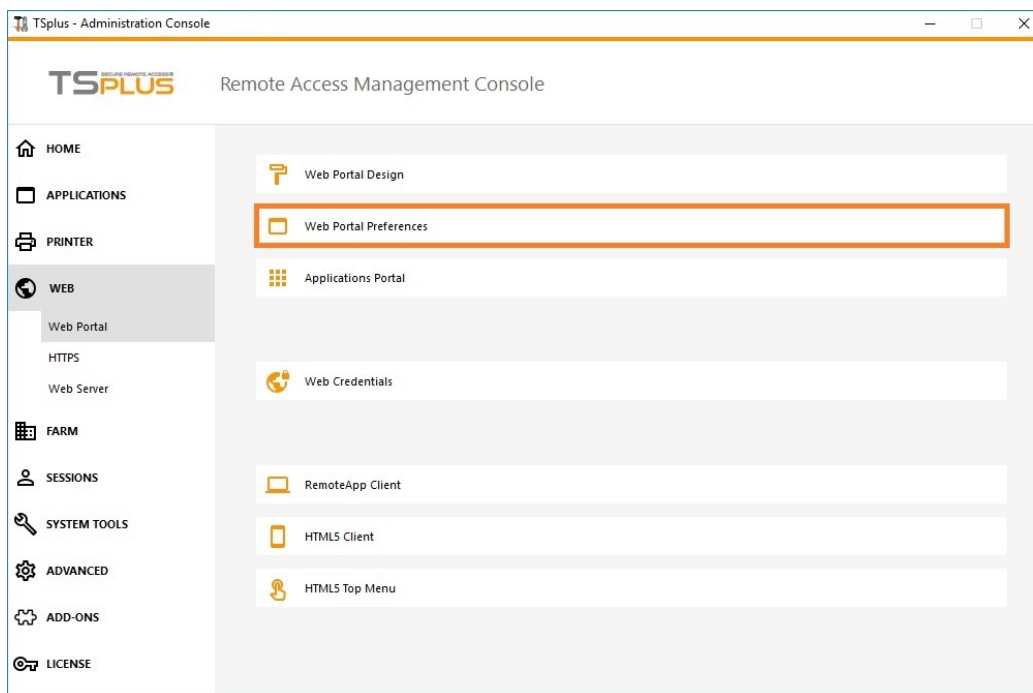 TSplus - Administration Console
TSPLUS
SECURE REMOTE ACCESS®
Remote Access Management Console
HOME
APPLICATIONS
PRINTER
WEB
Web Portal
HTTPS
Web Server
FARM
SESSIONS
SYSTEM TOOLS
ADVANCED
ADD-ONS
LICENSE
Web Portal Design
Web Portal Preferences
Applications Portal
Web Credentials
RemoteApp Client
HTML5 Client
HTML5 Top Menu